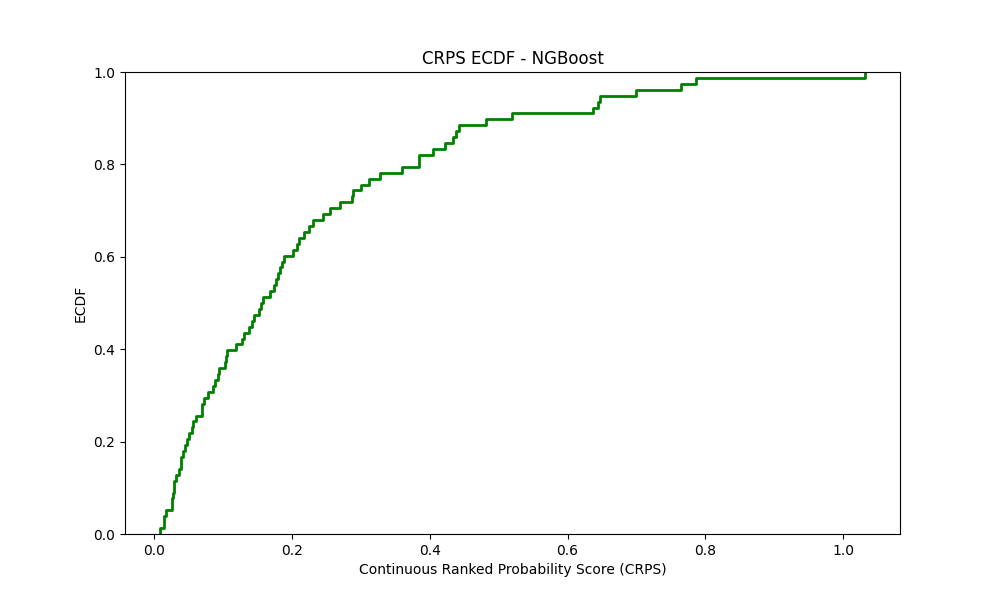 CRPS ECDF - NGBoost
1.0
0.8
0.6
0.4
0.2
0.0
ECDF
0.0 0.2 0.4 0.6 0.8 1.0
Continuous Ranked Probability Score (CRPS)